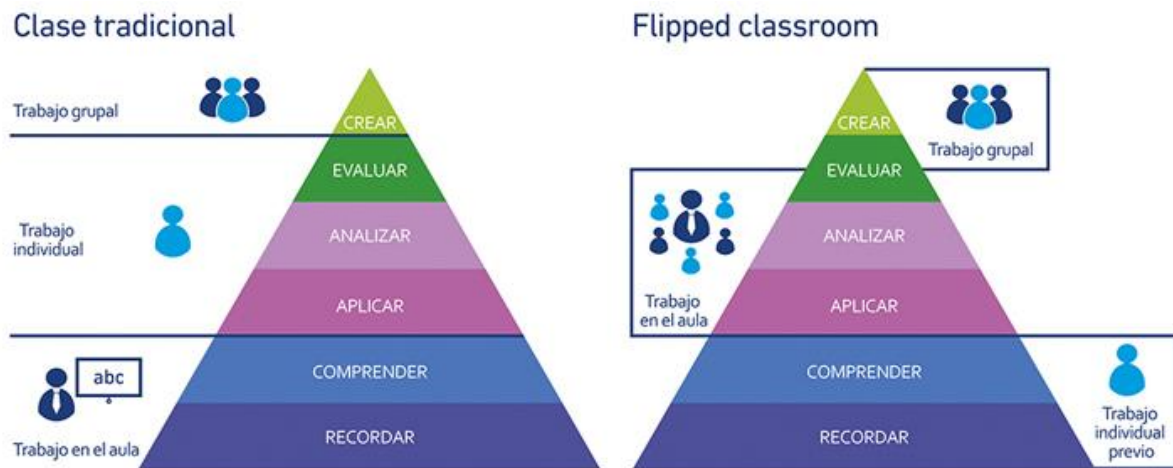 Clase tradicional
Trabajo grupal
CREAR
EVALUAR
Trabajo
individual
ANALIZAR
APLICAR
abc
COMPRENDER
Trabajo en el aula
RECORDAR
Flipped classroom
CREAR
Trabajo grupal
EVALUAR
ANALIZAR
Trabajo
en el aula
APLICAR
COMPRENDER
Trabajo
individual
previo
RECORDAR